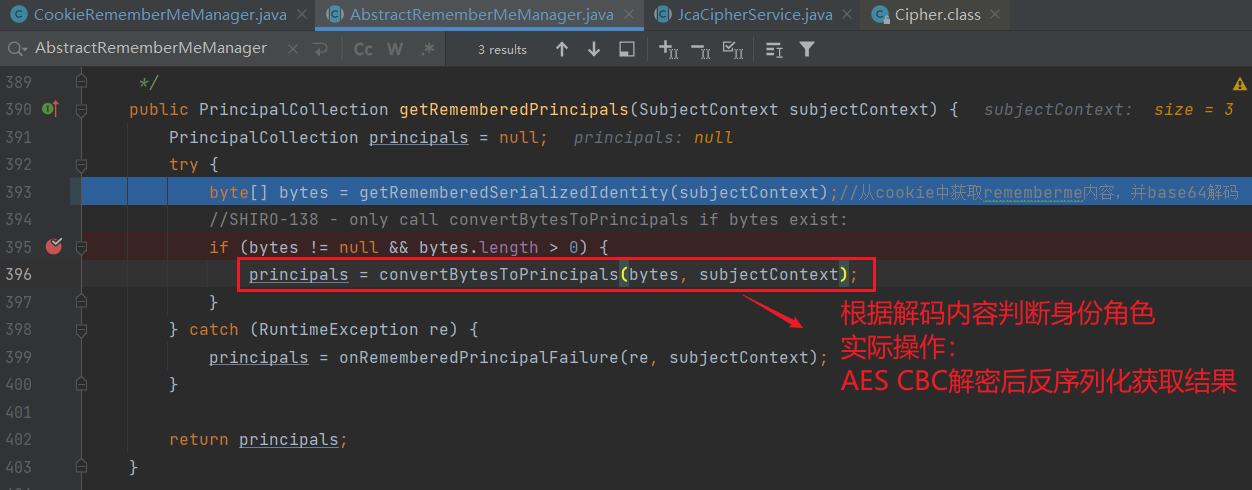 CookieRememberMeManager.java
AbstractRememberMeManager.java
JcaCipherService.java
Cipher.class
AbstractRememberMeManager
Cc W .*
3 results
389 */
390 public PrincipalCollection getRememberedPrincipals(SubjectContext subjectContext) { subjectContext: size = 3
391 PrincipalCollection principals = null; principals: null
392 try {
393 byte[] bytes = getRememberedSerializedIdentity(subjectContext);//从cookie中获取rememberme内容，并base64解码
394 //SHIRO-138 - only call convertBytesToPrincipals if bytes exist:
395 if (bytes != null && bytes.length > 0) {
396 principals = convertBytesToPrincipals(bytes, subjectContext);
397 }
398 } catch (RuntimeException re) {
399 principals = onRememberedPrincipalFailure(re, subjectContext);
400 }
401
402 return principals;
403 }
根据解码内容判断身份角色
实际操作：
AES CBC解密后反序列化获取结果